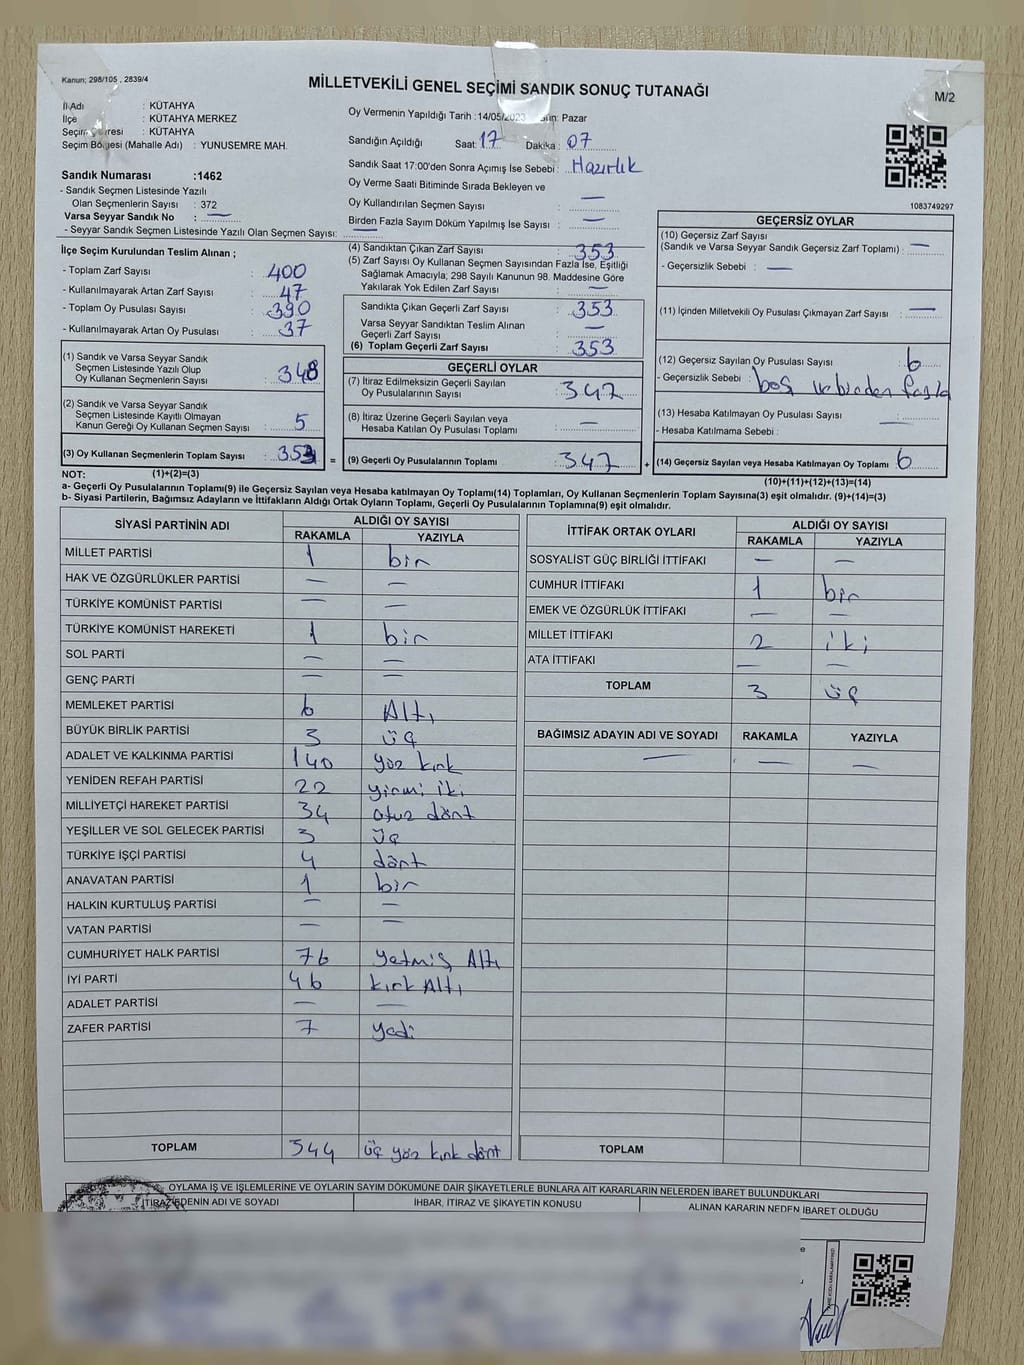 Kanun; 298/105 , 2839/4
MİLLETVEKİLİ GENEL SEÇİMİ SANDIK SONUÇ TUTANAĞI
M/2
İl Adı : KÜTAHYA
İlçe : KÜTAHYA MERKEZ
Seçim Çevresi : KÜTAHYA
Seçim Bölgesi (Mahalle Adı) : YUNUSEMRE MAH.
Sandık Numarası :1462
- Sandık Seçmen Listesinde Yazılı
Olan Seçmenlerin Sayısı : 372
Varsa Seyyar Sandık No : —
- Seyyar Sandık Seçmen Listesinde Yazılı Olan Seçmen Sayısı: —
İlçe Seçim Kurulundan Teslim Alınan ;
- Toplam Zarf Sayısı : 400
- Kullanılmayarak Artan Zarf Sayısı : 47
- Toplam Oy Pusulası Sayısı : 390
- Kullanılmayarak Artan Oy Pusulası : 37
(1) Sandık ve Varsa Seyyar Sandık
Seçmen Listesinde Yazılı Olup
Oy Kullanan Seçmenlerin Sayısı : 348
(2) Sandık ve Varsa Seyyar Sandık
Seçmen Listesinde Kayıtlı Olmayan
Kanun Gereği Oy Kullanan Seçmen Sayısı : 5
(3) Oy Kullanan Seçmenlerin Toplam Sayısı : 353 =
Oy Vermenin Yapıldığı Tarih :14/05/2023 Gün: Pazar
Sandığın Açıldığı Saat: 17 Dakika : 07
Sandık Saat 17:00'den Sonra Açımış İse Sebebi : Hazırlık
Oy Verme Saati Bitiminde Sırada Bekleyen ve
Oy Kullandırılan Seçmen Sayısı : —
Birden Fazla Sayım Döküm Yapılmış İse Sayısı : —
(4) Sandıktan Çıkan Zarf Sayısı : 353
(5) Zarf Sayısı Oy Kullanan Seçmen Sayısından Fazla İse, Eşitliği
Sağlamak Amacıyla; 298 Sayılı Kanunun 98. Maddesine Göre
Yakılarak Yok Edilen Zarf Sayısı : —
Sandıkta Çıkan Geçerli Zarf Sayısı : 353
Varsa Seyyar Sandıktan Teslim Alınan
Geçerli Zarf Sayısı : —
(6) Toplam Geçerli Zarf Sayısı : 353
GEÇERLİ OYLAR
(7) İtiraz Edilmeksizin Geçerli Sayılan
Oy Pusulalarının Sayısı : 347
(8) İtiraz Üzerine Geçerli Sayılan veya
Hesaba Katılan Oy Pusulası Toplamı : —
(9) Geçerli Oy Pusulalarının Toplamı : 347 +
1083749297
GEÇERSİZ OYLAR
(10) Geçersiz Zarf Sayısı
(Sandık ve Varsa Seyyar Sandık Geçersiz Zarf Toplamı) : —
- Geçersizlik Sebebi : —
(11) İçinden Milletvekili Oy Pusulası Çıkmayan Zarf Sayısı : —
(12) Geçersiz Sayılan Oy Pusulası Sayısı : 6
- Geçersizlik Sebebi : boş ve birden fazla
(13) Hesaba Katılmayan Oy Pusulası Sayısı : —
- Hesaba Katılmama Sebebi :
(14) Geçersiz Sayılan veya Hesaba Katılmayan Oy Toplamı : 6
NOT: (1)+(2)=(3)
(10)+(11)+(12)+(13)=(14)
a- Geçerli Oy Pusulalarının Toplamı(9) ile Geçersiz Sayılan veya Hesaba katılmayan Oy Toplamı(14) Toplamları, Oy Kullanan Seçmenlerin Toplam Sayısına(3) eşit olmalıdır. (9)+(14)=(3)
b- Siyasi Partilerin, Bağımsız Adayların ve İttifakların Aldığı Ortak Oyların Toplamı, Geçerli Oy Pusulalarının Toplamına(9) eşit olmalıdır.
SİYASİ PARTİNİN ADI ALDIĞI OY SAYISI
RAKAMLA YAZIYLA
MİLLET PARTİSİ 1 bir
HAK VE ÖZGÜRLÜKLER PARTİSİ — —
TÜRKİYE KOMÜNİST PARTİSİ — —
TÜRKİYE KOMÜNİST HAREKETİ 1 bir
SOL PARTİ — —
GENÇ PARTİ — —
MEMLEKET PARTİSİ 6 Altı
BÜYÜK BİRLİK PARTİSİ 3 üç
ADALET VE KALKINMA PARTİSİ 140 yüz kırk
YENİDEN REFAH PARTİSİ 22 yirmi iki
MİLLİYETÇİ HAREKET PARTİSİ 34 otuz dört
YEŞİLLER VE SOL GELECEK PARTİSİ 3 üç
TÜRKİYE İŞÇİ PARTİSİ 4 dört
ANAVATAN PARTİSİ 1 bir
HALKIN KURTULUŞ PARTİSİ — —
VATAN PARTİSİ — —
CUMHURİYET HALK PARTİSİ 76 yetmiş Altı
İYİ PARTİ 46 kırk Altı
ADALET PARTİSİ — —
ZAFER PARTİSİ 7 yedi
TOPLAM 344 üç yüz kırk dört
İTTİFAK ORTAK OYLARI ALDIĞI OY SAYISI
RAKAMLA YAZIYLA
SOSYALİST GÜÇ BİRLİĞİ İTTİFAKI — —
CUMHUR İTTİFAKI 1 bir
EMEK VE ÖZGÜRLÜK İTTİFAKI — —
MİLLET İTTİFAKI 2 iki
ATA İTTİFAKI — —
TOPLAM 3 üç
BAĞIMSIZ ADAYIN ADI VE SOYADI RAKAMLA YAZIYLA
— — —
TOPLAM
OYLAMA İŞ VE İŞLEMLERİNE VE OYLARIN SAYIM DÖKÜMÜNE DAİR ŞİKAYETLERLE BUNLARA AİT KARARLARIN NELERDEN İBARET BULUNDUKLARI
İTİRAZ EDENİN ADI VE SOYADI İHBAR, İTİRAZ VE ŞİKAYETİN KONUSU ALINAN KARARIN NEDEN İBARET OLDUĞU